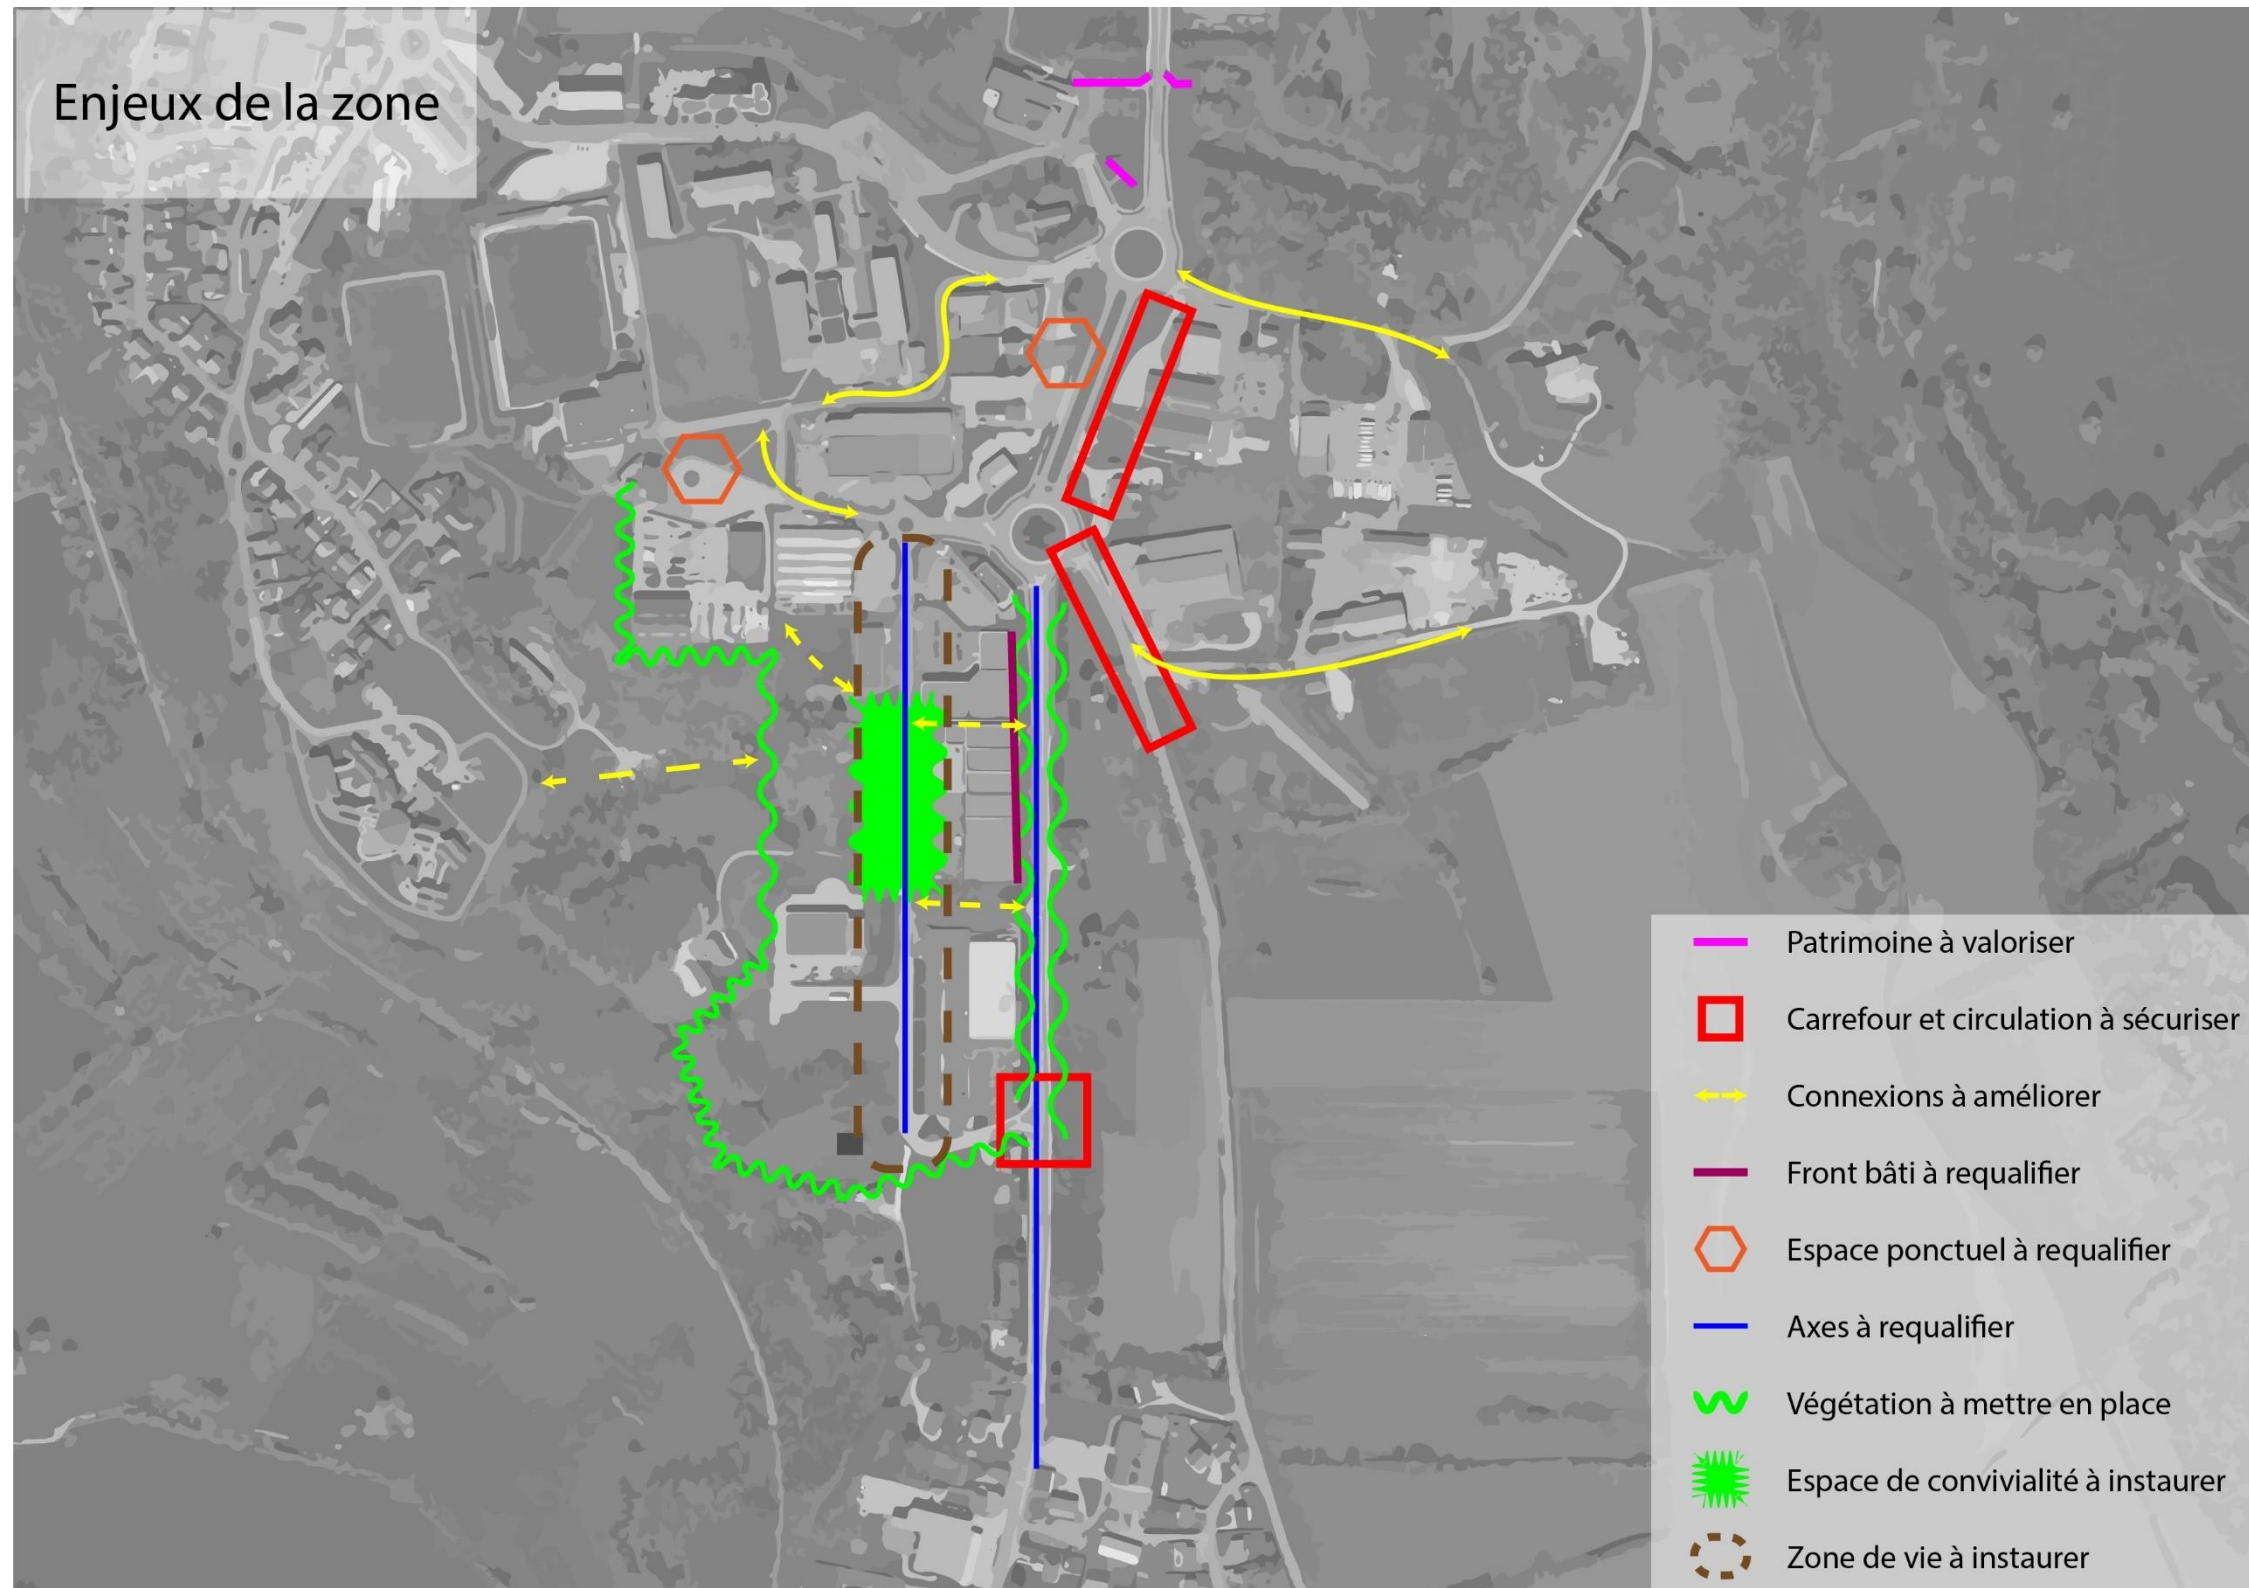 Enjeux de la zone
Patrimoine à valoriser
Carrefour et circulation à sécuriser
Connexions à améliorer
Front bâti à requalifier
Espace ponctuel à requalifier
Axes à requalifier
Végétation à mettre en place
Espace de convivialité à instaurer
Zone de vie à instaurer